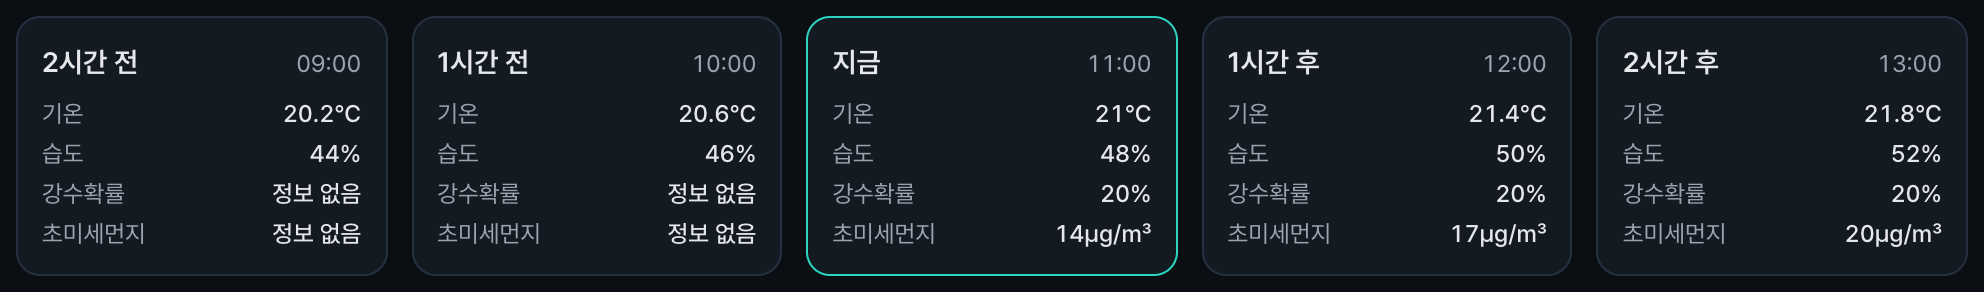 2시간 전 09:00
기온 20.2°C
습도 44%
강수확률 정보 없음
초미세먼지 정보 없음
1시간 전 10:00
기온 20.6°C
습도 46%
강수확률 정보 없음
초미세먼지 정보 없음
지금 11:00
기온 21°C
습도 48%
강수확률 20%
초미세먼지 14µg/m³
1시간 후 12:00
기온 21.4°C
습도 50%
강수확률 20%
초미세먼지 17µg/m³
2시간 후 13:00
기온 21.8°C
습도 52%
강수확률 20%
초미세먼지 20µg/m³